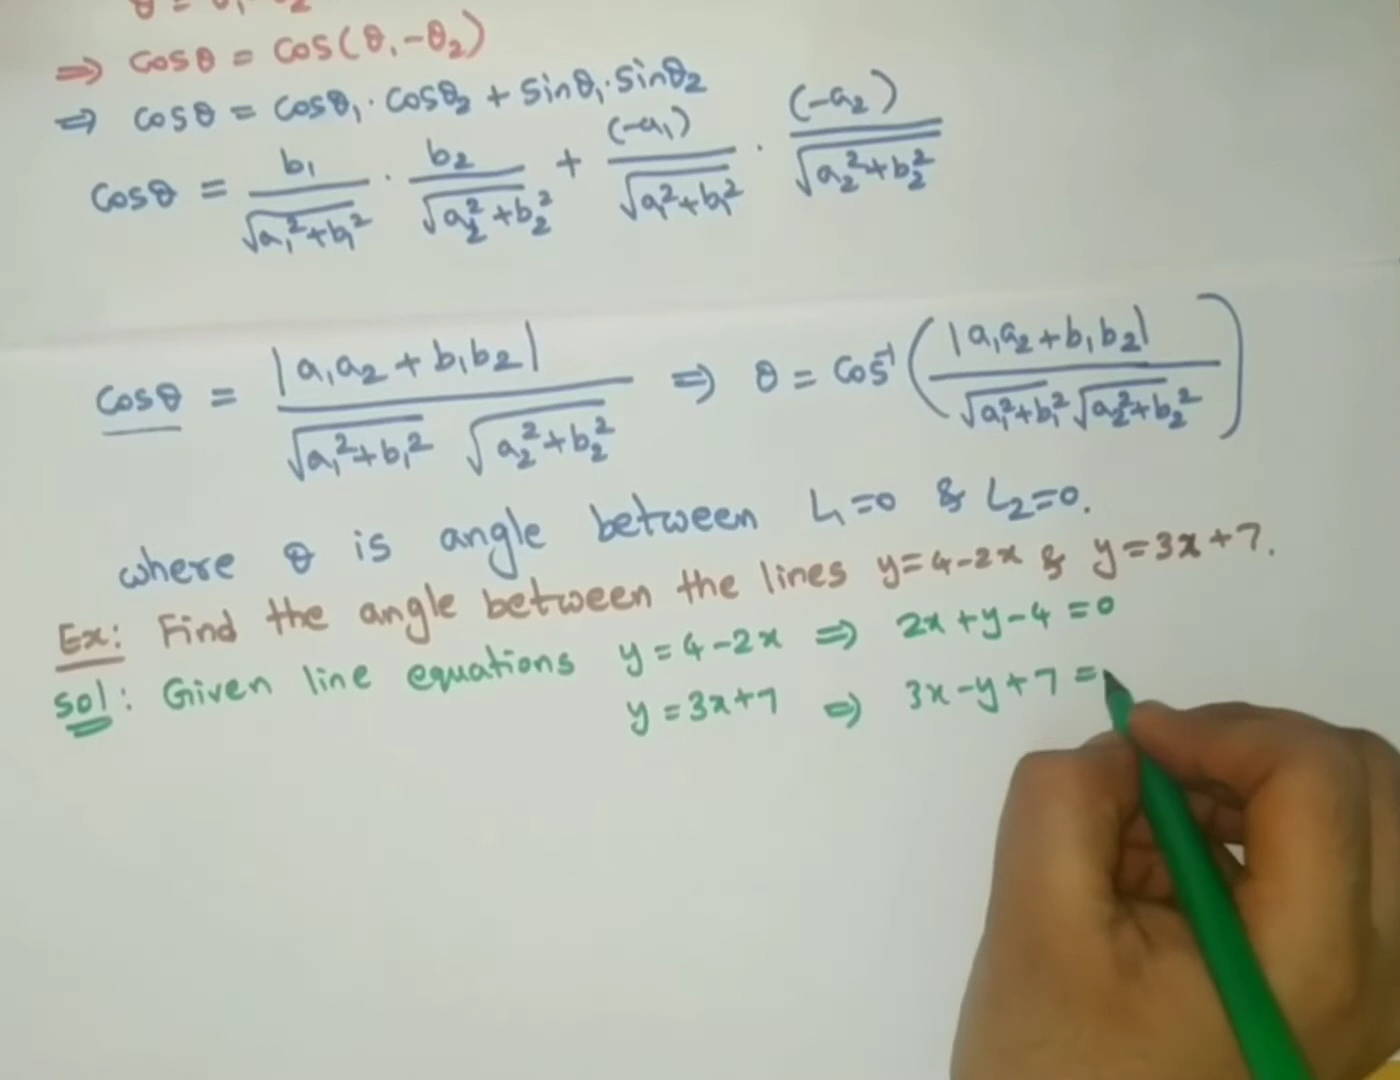 ⇒ cosθ = cos(θ₁-θ₂)
⇒ cosθ = cosθ₁ · cosθ₂ + sinθ₁ · sinθ₂
cosθ = b₁/√(a₁²+b₁²) · b₂/√(a₂²+b₂²) + (-a₁)/√(a₁²+b₁²) · (-a₂)/√(a₂²+b₂²)
cosθ = |a₁a₂ + b₁b₂|/(√(a₁²+b₁²) √(a₂²+b₂²)) ⇒ θ = cos⁻¹(|a₁a₂ + b₁b₂|/(√(a₁²+b₁²) √(a₂²+b₂²)))
where θ is angle between L₁=0 & L₂=0.
Ex: Find the angle between the lines y=4-2x & y=3x+7.
Sol: Given line equations y=4-2x ⇒ 2x+y-4=0
y=3x+7 ⇒ 3x-y+7=